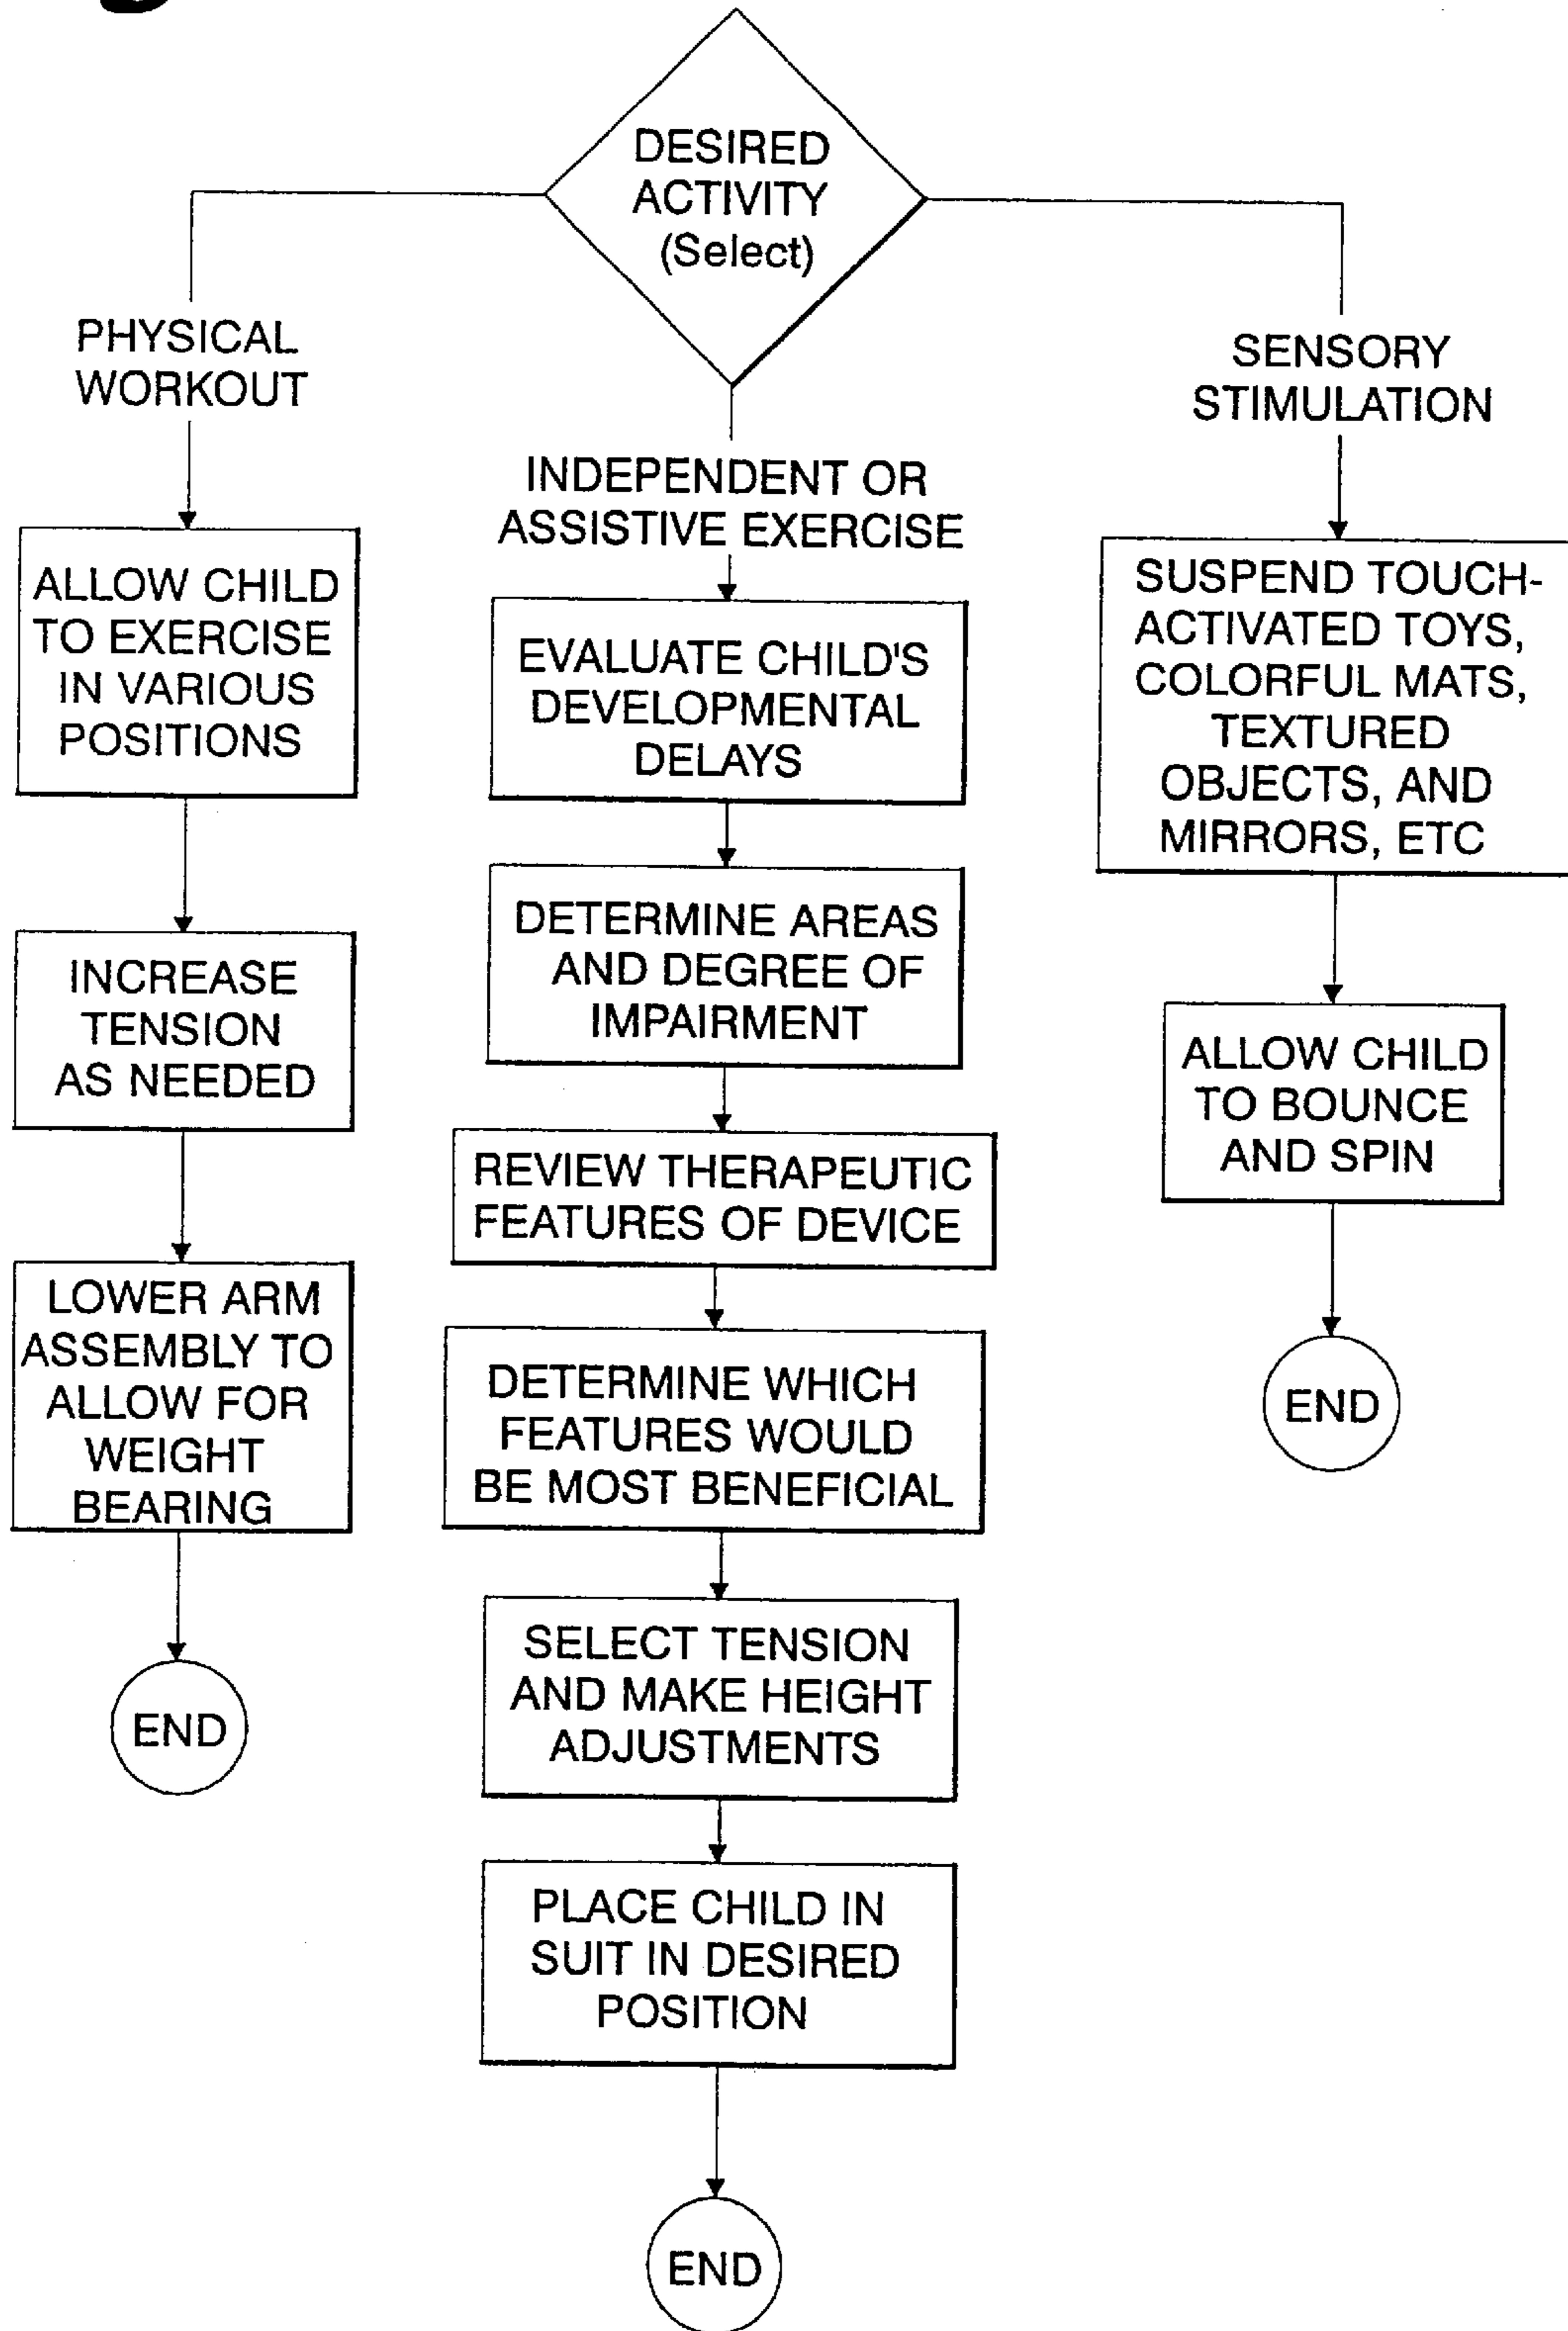 DESIRED
ACTIVITY
(Select)
PHYSICAL
WORKOUT
ALLOW CHILD
TO EXERCISE
IN VARIOUS
POSITIONS
INCREASE
TENSION
AS NEEDED
LOWER ARM
ASSEMBLY TO
ALLOW FOR
WEIGHT
BEARING
END
INDEPENDENT OR
ASSISTIVE EXERCISE
EVALUATE CHILD'S
DEVELOPMENTAL
DELAYS
DETERMINE AREAS
AND DEGREE OF
IMPAIRMENT
REVIEW THERAPEUTIC
FEATURES OF DEVICE
DETERMINE WHICH
FEATURES WOULD
BE MOST BENEFICIAL
SELECT TENSION
AND MAKE HEIGHT
ADJUSTMENTS
PLACE CHILD IN
SUIT IN DESIRED
POSITION
END
SENSORY
STIMULATION
SUSPEND TOUCH-
ACTIVATED TOYS,
COLORFUL MATS,
TEXTURED
OBJECTS, AND
MIRRORS, ETC
ALLOW CHILD
TO BOUNCE
AND SPIN
END